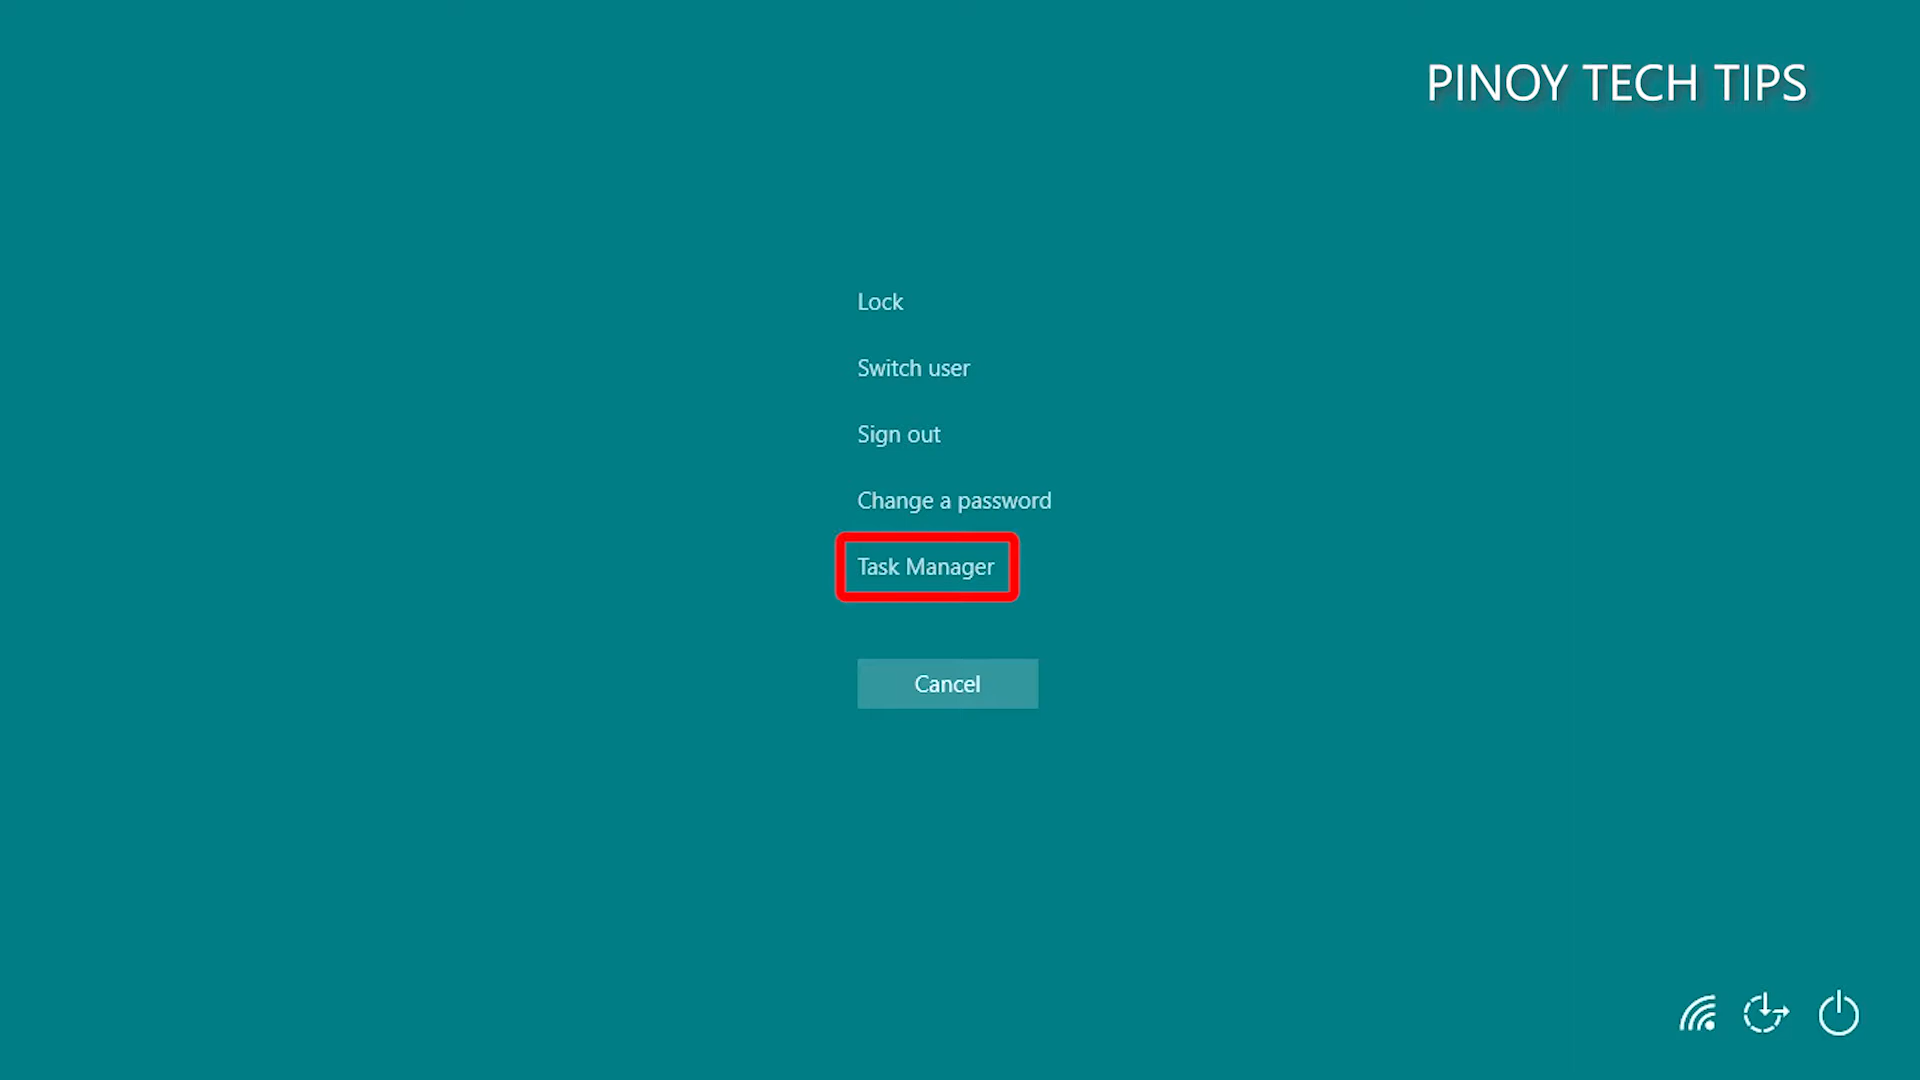 PINOY TECH TIPS
Lock
Switch user
Sign out
Change a password
Task Manager
Cancel